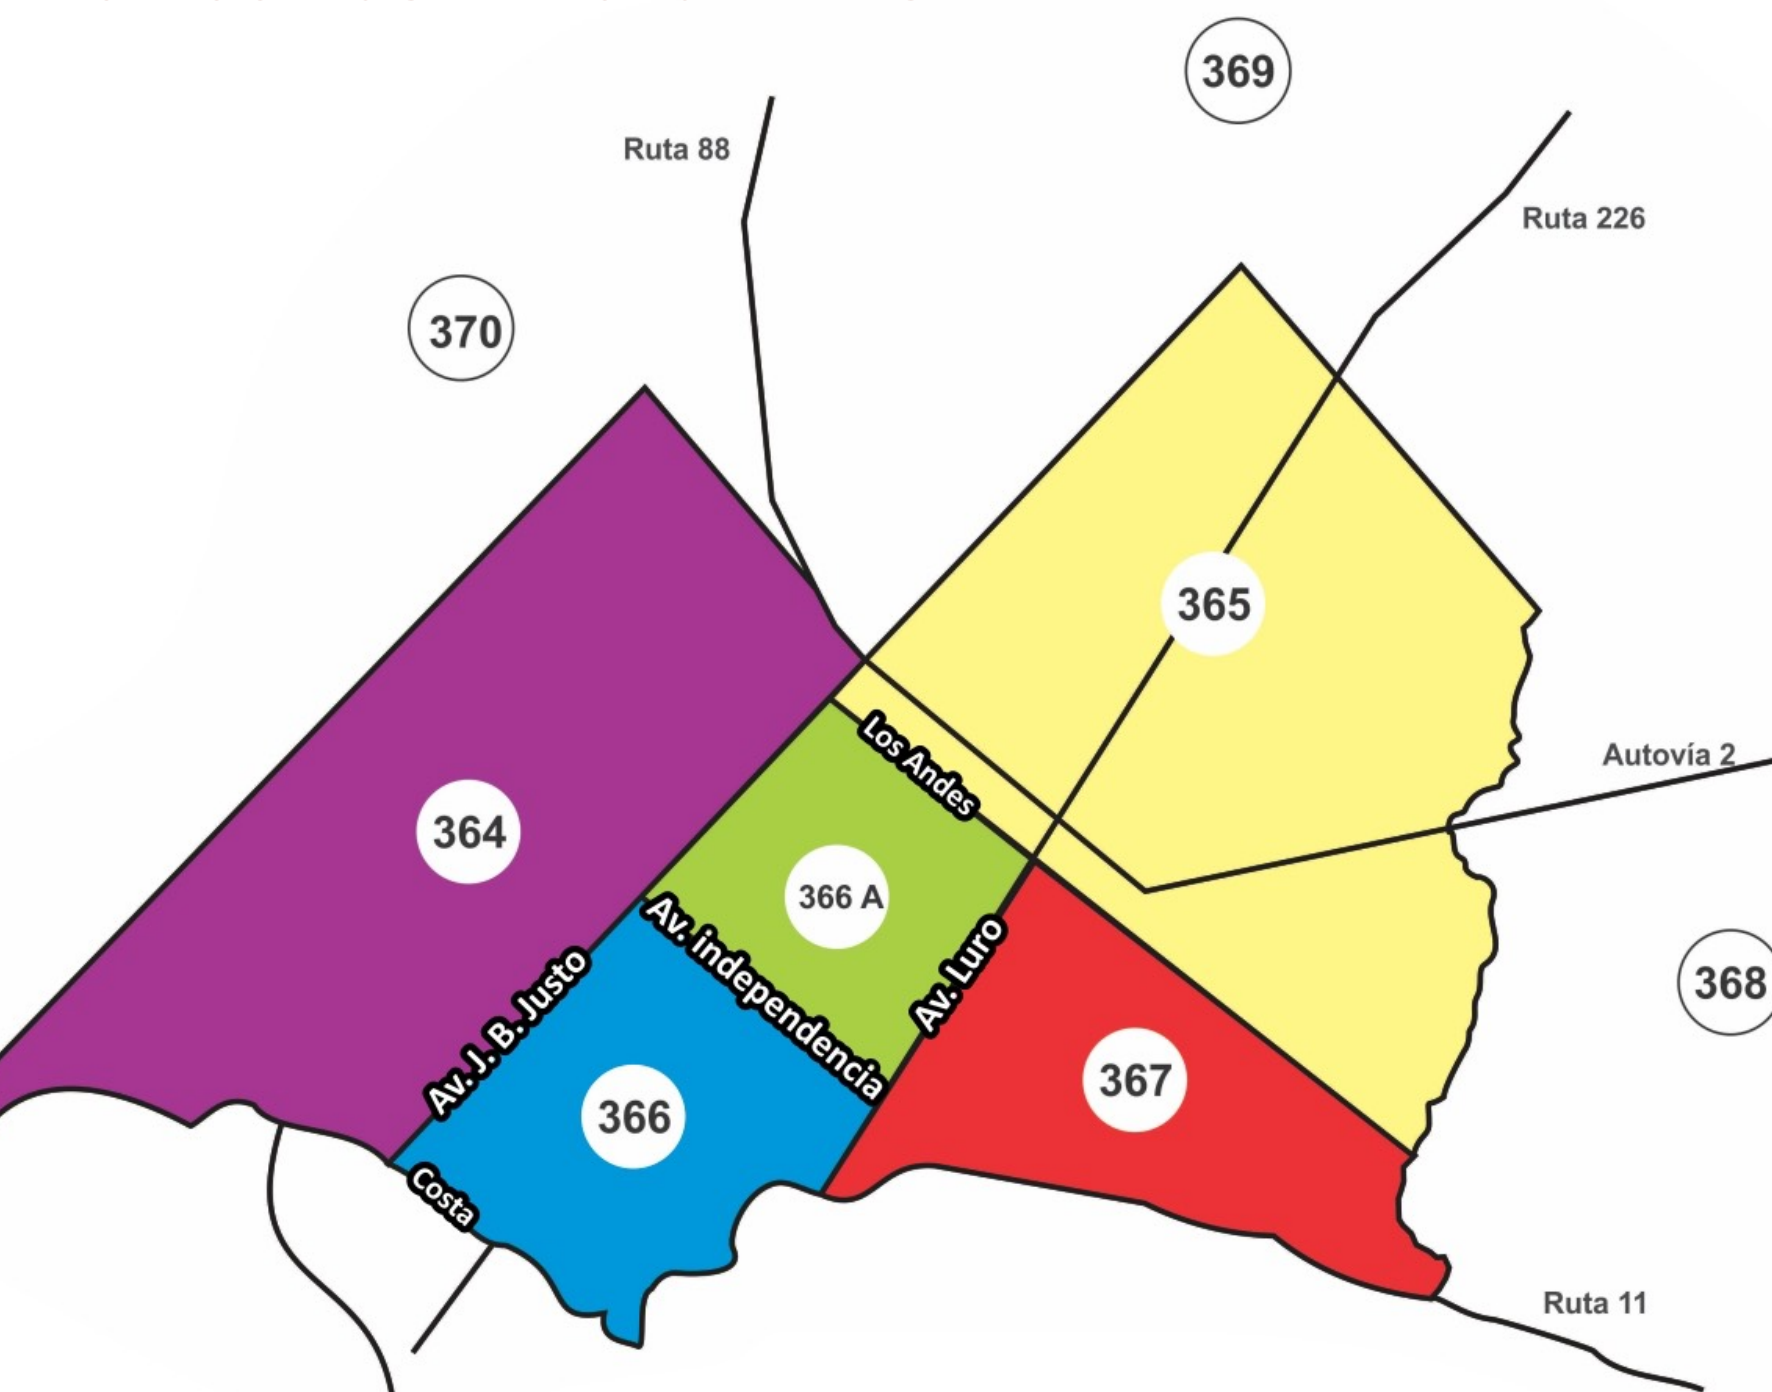 369
Ruta 88
Ruta 226
370
365
Los Andes
Autovía 2
364
366 A
Av. independencia
Av. Luro
Av. J. B. Justo
368
367
366
Costa
Ruta 11